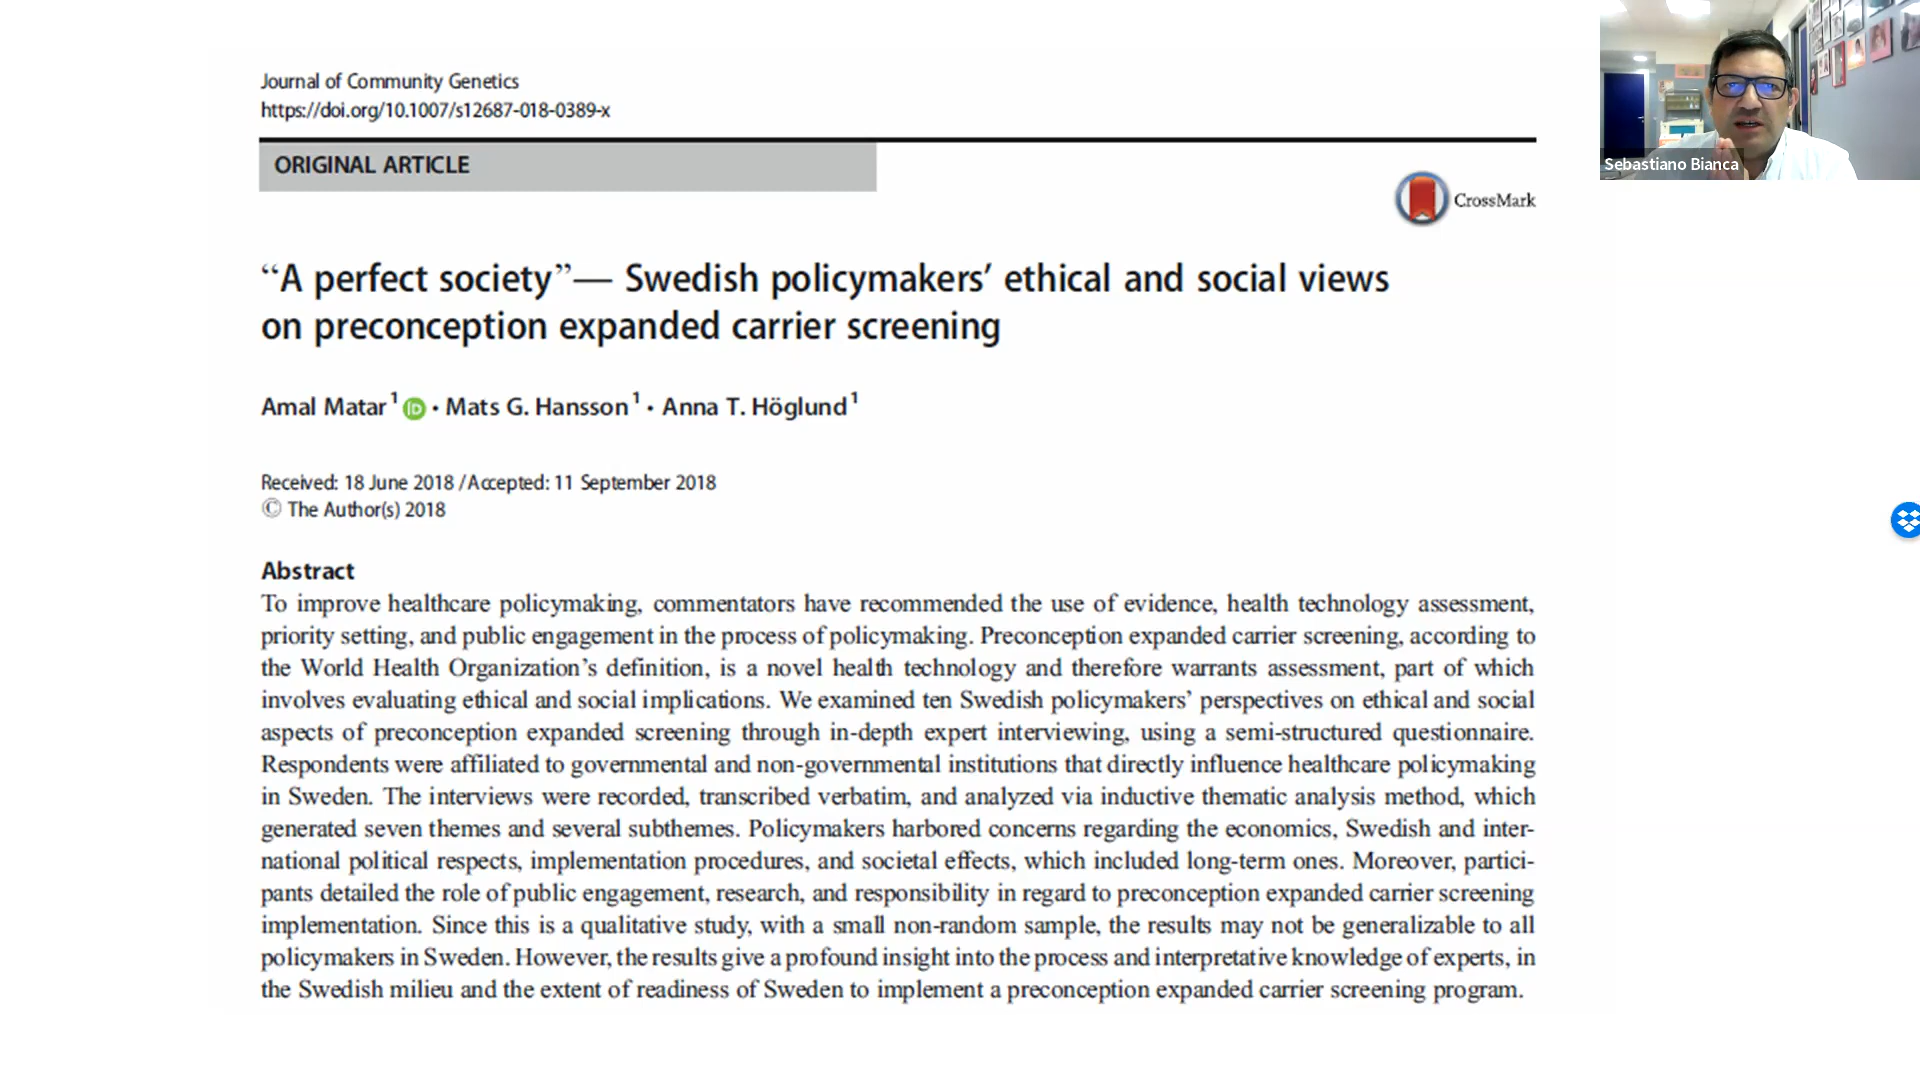 Journal of Community Genetics
https://doi.org/10.1007/s12687-018-0389-x
ORIGINAL ARTICLE
CrossMark
“A perfect society”— Swedish policymakers’ ethical and social views
on preconception expanded carrier screening
Amal Matar 1 iD · Mats G. Hansson 1 · Anna T. Höglund 1
Received: 18 June 2018 / Accepted: 11 September 2018
© The Author(s) 2018
Abstract
To improve healthcare policymaking, commentators have recommended the use of evidence, health technology assessment,
priority setting, and public engagement in the process of policymaking. Preconception expanded carrier screening, according to
the World Health Organization’s definition, is a novel health technology and therefore warrants assessment, part of which
involves evaluating ethical and social implications. We examined ten Swedish policymakers’ perspectives on ethical and social
aspects of preconception expanded screening through in-depth expert interviewing, using a semi-structured questionnaire.
Respondents were affiliated to governmental and non-governmental institutions that directly influence healthcare policymaking
in Sweden. The interviews were recorded, transcribed verbatim, and analyzed via inductive thematic analysis method, which
generated seven themes and several subthemes. Policymakers harbored concerns regarding the economics, Swedish and inter-
national political respects, implementation procedures, and societal effects, which included long-term ones. Moreover, partici-
pants detailed the role of public engagement, research, and responsibility in regard to preconception expanded carrier screening
implementation. Since this is a qualitative study, with a small non-random sample, the results may not be generalizable to all
policymakers in Sweden. However, the results give a profound insight into the process and interpretative knowledge of experts, in
the Swedish milieu and the extent of readiness of Sweden to implement a preconception expanded carrier screening program.
Sebastiano Bianca